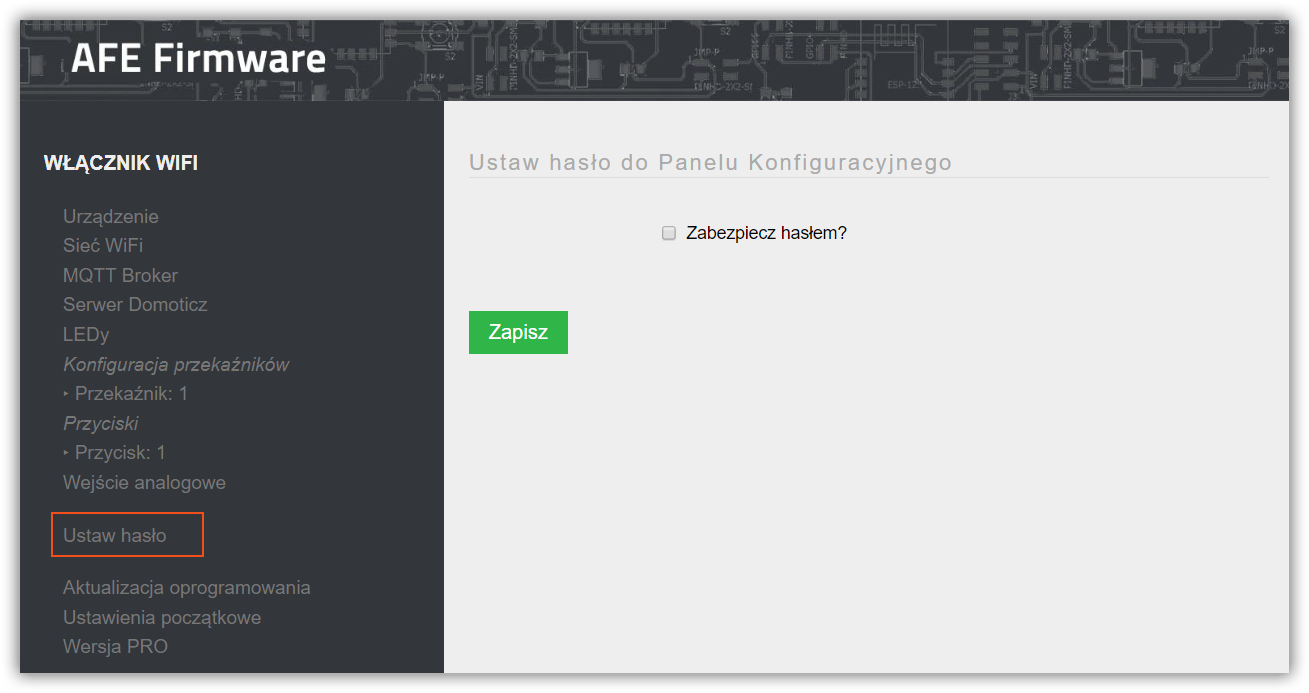 AFE Firmware
WŁĄCZNIK WIFI
Urządzenie
Sieć WiFi
MQTT Broker
Serwer Domoticz
LEDy
Konfiguracja przekaźników
‣ Przekaźnik: 1
Przyciski
‣ Przycisk: 1
Wejście analogowe
Ustaw hasło
Aktualizacja oprogramowania
Ustawienia początkowe
Wersja PRO
Ustaw hasło do Panelu Konfiguracyjnego
Zabezpiecz hasłem?
Zapisz